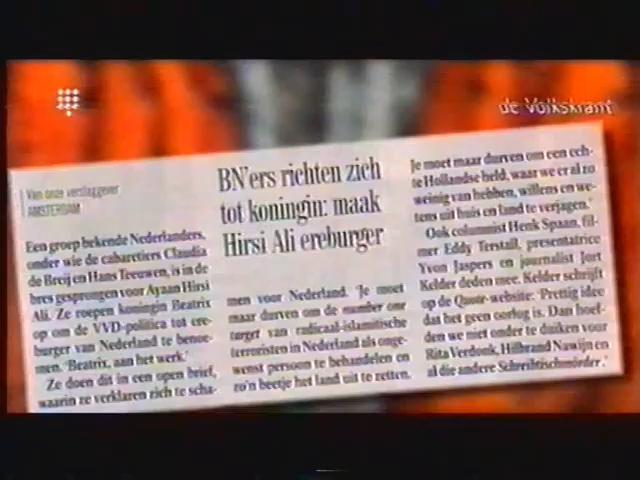 de Volkskrant
Van onze verslaggever
AMSTERDAM
Een groep bekende Nederlanders,
onder wie de cabaretiers Claudia
de Breij en Hans Teeuwen, is in de
bres gesprongen voor Ayaan Hirsi
Ali. Ze roepen koningin Beatrix
op om de VVD-politica tot ere-
burger van Nederland te benoe-
men. 'Beatrix, aan het werk.'
Ze doen dit in een open brief,
waarin ze verklaren zich te scha-
BN'ers richten zich
tot koningin: maak
Hirsi Ali ereburger
men voor Nederland. 'Je moet
maar durven om de number one
target van radicaal-islamitische
terroristen in Nederland als onge-
wenst persoon te behandelen en
zo'n beetje het land uit te zetten.
Je moet maar durven om een ech-
te Hollandse held, waar we er al zo
weinig van hebben, willens en we-
tens uit huis en land te verjagen.'
Ook columnist Henk Spaan, fil-
mer Eddy Terstall, presentatrice
Yvon Jaspers en journalist Jort
Kelder deden mee. Kelder schrijft
op de Quote-website: 'Prettig idee
dat het geen oorlog is. Dan hoef-
den we niet onder te duiken voor
Rita Verdonk, Hilbrand Nawijn en
al die andere Schreibtischmörder.'